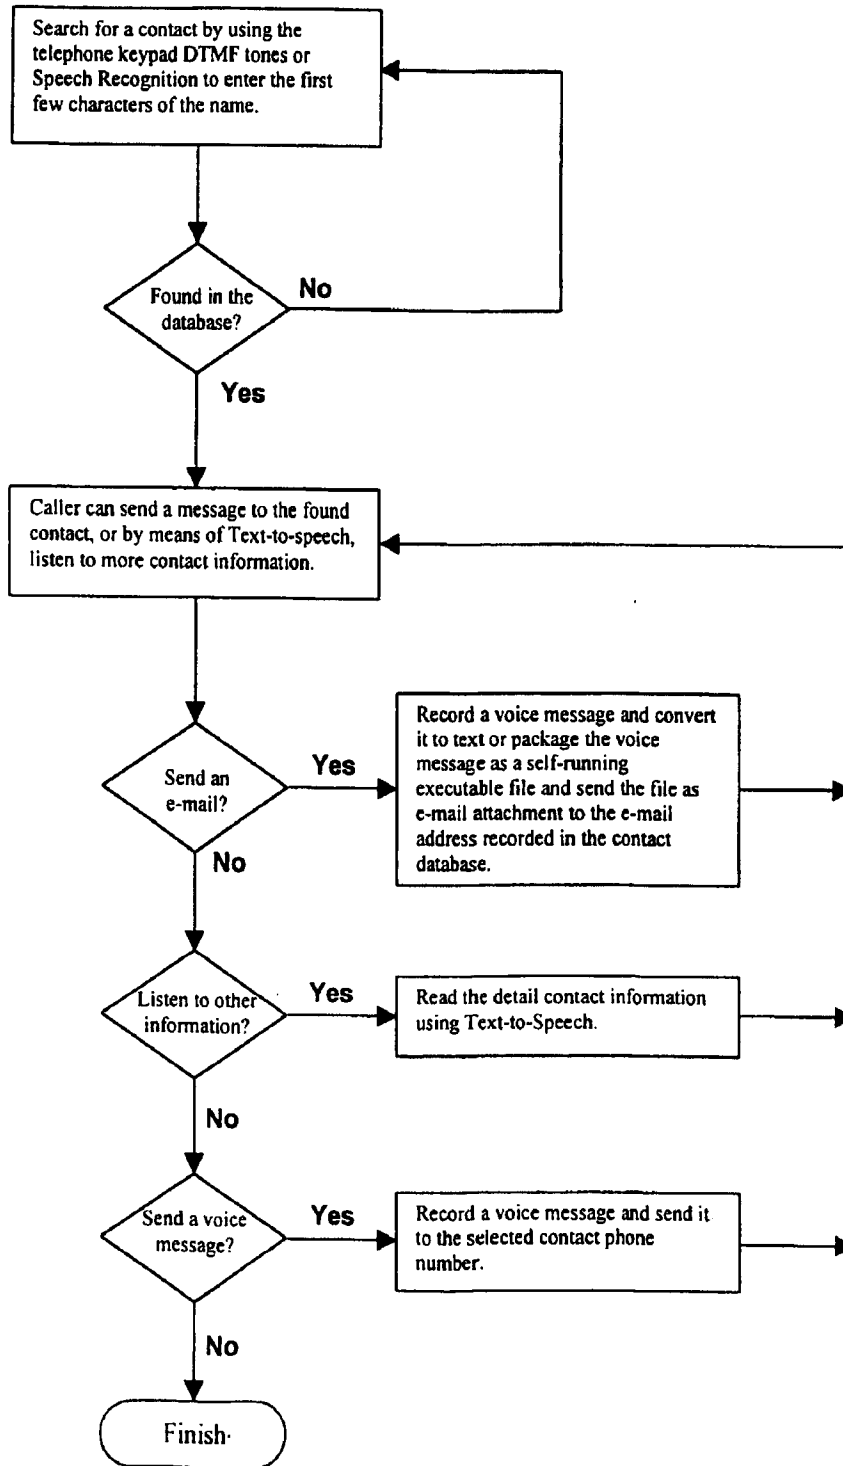 Search for a contact by using the
telephone keypad DTMF tones or
Speech Recognition to enter the first
few characters of the name.
No
Found in the
database?
Yes
Caller can send a message to the found
contact, or by means of Text-to-speech,
listen to more contact information.
Record a voice message and convert
it to text or package the voice
message as a self-running
executable file and send the file as
e-mail attachment to the e-mail
address recorded in the contact
database.
Yes
Send an
e-mail?
No
Yes
Listen to other
information?
Read the detail contact information
using Text-to-Speech.
No
Yes
Send a voice
message?
Record a voice message and send it
to the selected contact phone
number.
No
Finish